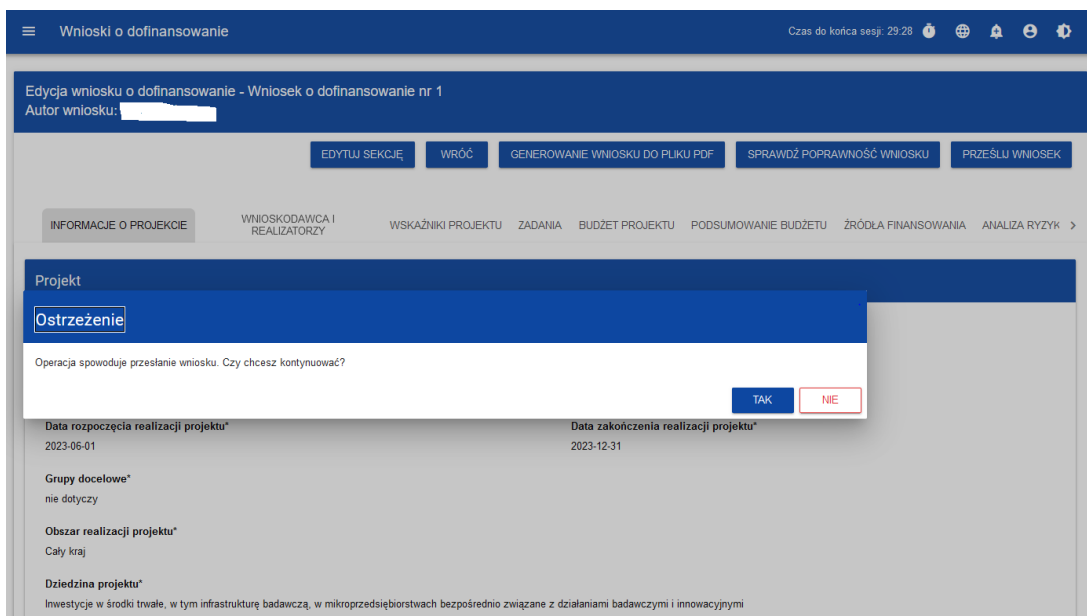 Wnioski o dofinansowanie
Czas do końca sesji: 29:28
Edycja wniosku o dofinansowanie - Wniosek o dofinansowanie nr 1
Autor wniosku:
EDYTUJ SEKCJĘ WRÓĆ GENEROWANIE WNIOSKU DO PLIKU PDF SPRAWDŹ POPRAWNOŚĆ WNIOSKU PRZEŚLIJ WNIOSEK
INFORMACJE O PROJEKCIE WNIOSKODAWCA I REALIZATORZY WSKAŹNIKI PROJEKTU ZADANIA BUDŻET PROJEKTU PODSUMOWANIE BUDŻETU ŹRÓDŁA FINANSOWANIA ANALIZA RYZYK
Projekt
Ostrzeżenie
Operacja spowoduje przesłanie wniosku. Czy chcesz kontynuować?
TAK NIE
Data rozpoczęcia realizacji projektu* Data zakończenia realizacji projektu*
2023-06-01 2023-12-31
Grupy docelowe*
nie dotyczy
Obszar realizacji projektu*
Cały kraj
Dziedzina projektu*
Inwestycje w środki trwałe, w tym infrastrukturę badawczą, w mikroprzedsiębiorstwach bezpośrednio związane z działaniami badawczymi i innowacyjnymi